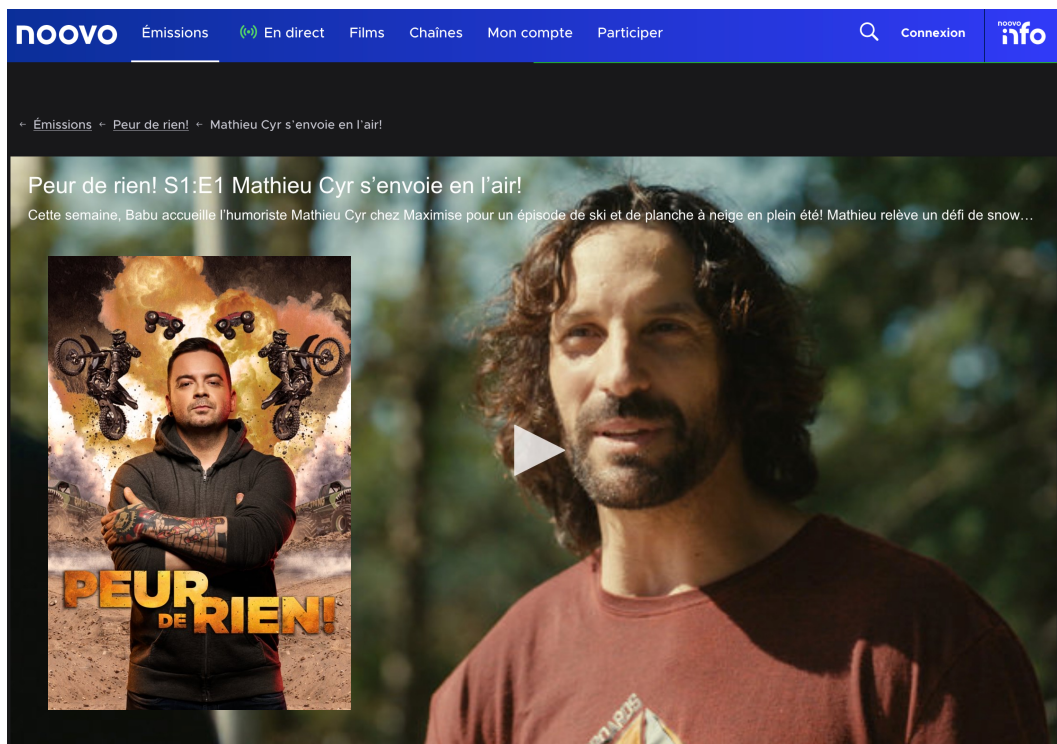 noovo Émissions En direct Films Chaînes Mon compte Participer Connexion noovo info
← Émissions ← Peur de rien! ← Mathieu Cyr s’envoie en l’air!
Peur de rien! S1:E1 Mathieu Cyr s’envoie en l’air!
Cette semaine, Babu accueille l’humoriste Mathieu Cyr chez Maximise pour un épisode de ski et de planche à neige en plein été! Mathieu relève un défi de snow…
PEUR
DE RIEN!